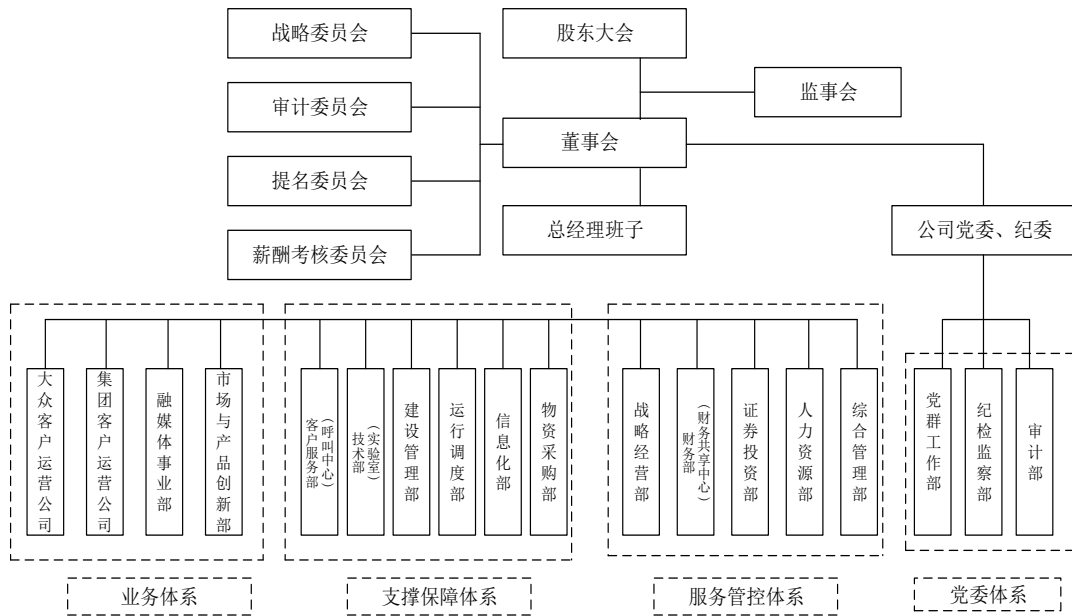 战略委员会
股东大会
监事会
审计委员会
董事会
提名委员会
总经理班子
公司党委、纪委
薪酬考核委员会
大众客户运营公司
集团客户运营公司
融媒体事业部
市场与产品创新部
客户服务部
（呼叫中心）
技术部
（实验室）
建设管理部
运行调度部
信息化部
物资采购部
战略经营部
财务部
（财务共享中心）
证券投资部
人力资源部
综合管理部
党群工作部
纪检监察部
审计部
业务体系
支撑保障体系
服务管控体系
党委体系